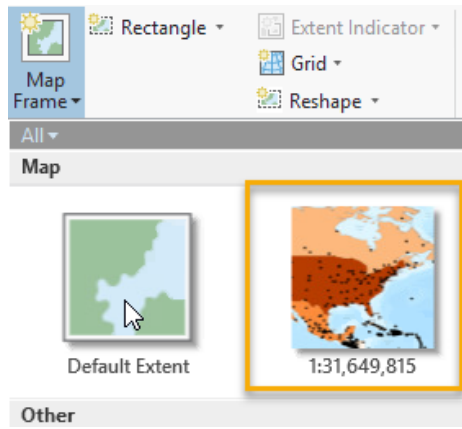 Map
Frame
Rectangle
Extent Indicator
Grid
Reshape
All
Map
Default Extent
1:31,649,815
Other